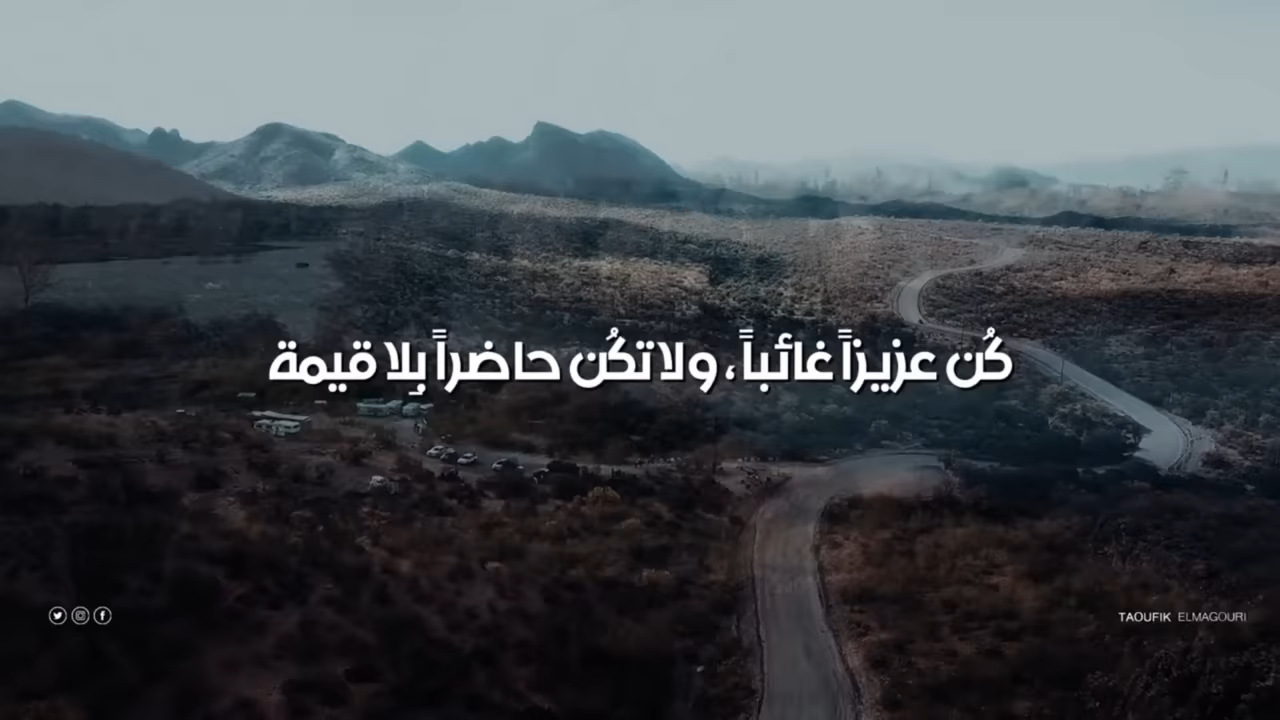 كُن عزيزاً غائباً، ولا تكُن حاضراً بِلا قيمة
TAOUFIK ELMAGOURI